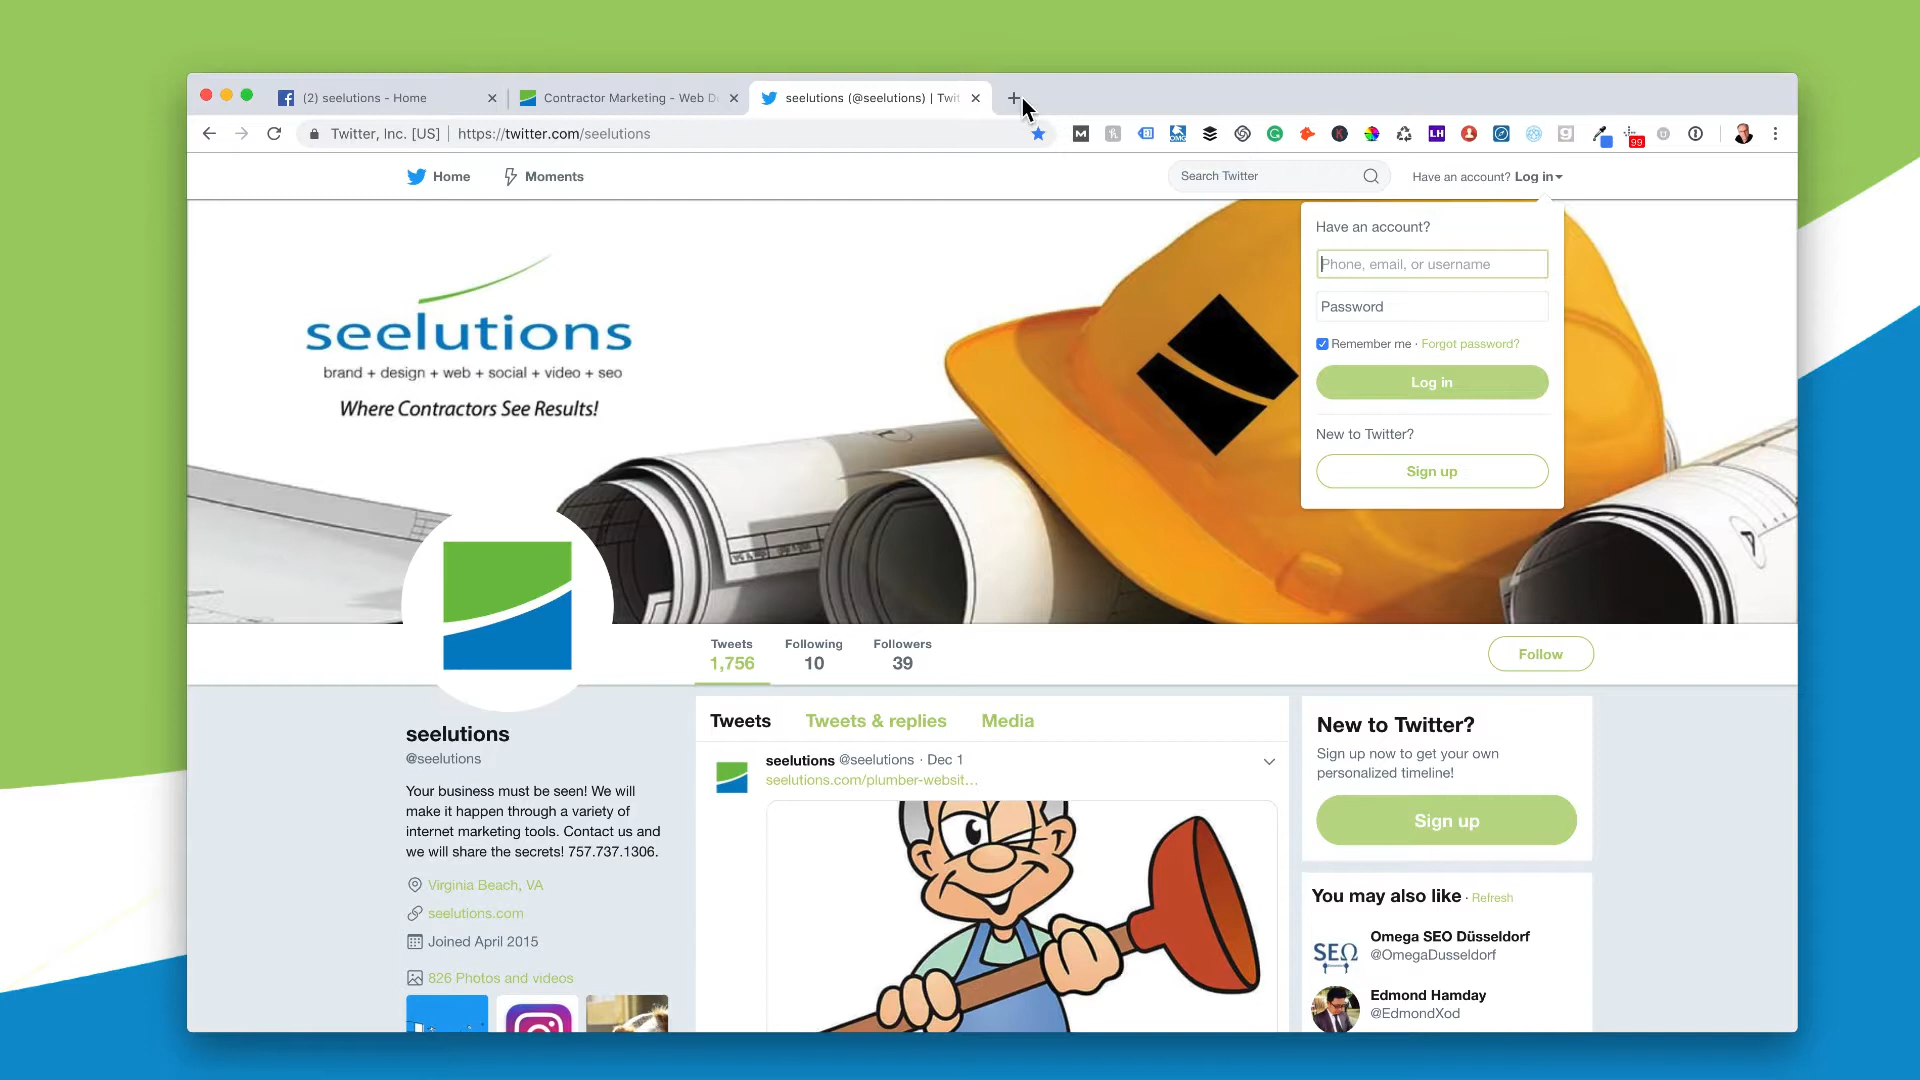 (2) seelutions - Home
Contractor Marketing - Web D
seelutions (@seelutions) | Twit
Twitter, Inc. [US] | https://twitter.com/seelutions
99
LH
Home
Moments
Search Twitter
Have an account? Log in
Have an account?
Phone, email, or username
Password
Remember me · Forgot password?
Log in
New to Twitter?
Sign up
seelutions
brand + design + web + social + video + seo
Where Contractors See Results!
Tweets
1,756
Following
10
Followers
39
Follow
seelutions
@seelutions
Your business must be seen! We will
make it happen through a variety of
internet marketing tools. Contact us and
we will share the secrets! 757.737.1306.
Virginia Beach, VA
seelutions.com
Joined April 2015
826 Photos and videos
Tweets
Tweets & replies
Media
seelutions @seelutions · Dec 1
seelutions.com/plumber-websit…
New to Twitter?
Sign up now to get your own
personalized timeline!
Sign up
You may also like · Refresh
SEΩ
Omega SEO Düsseldorf
@OmegaDusseldorf
Edmond Hamday
@EdmondXod